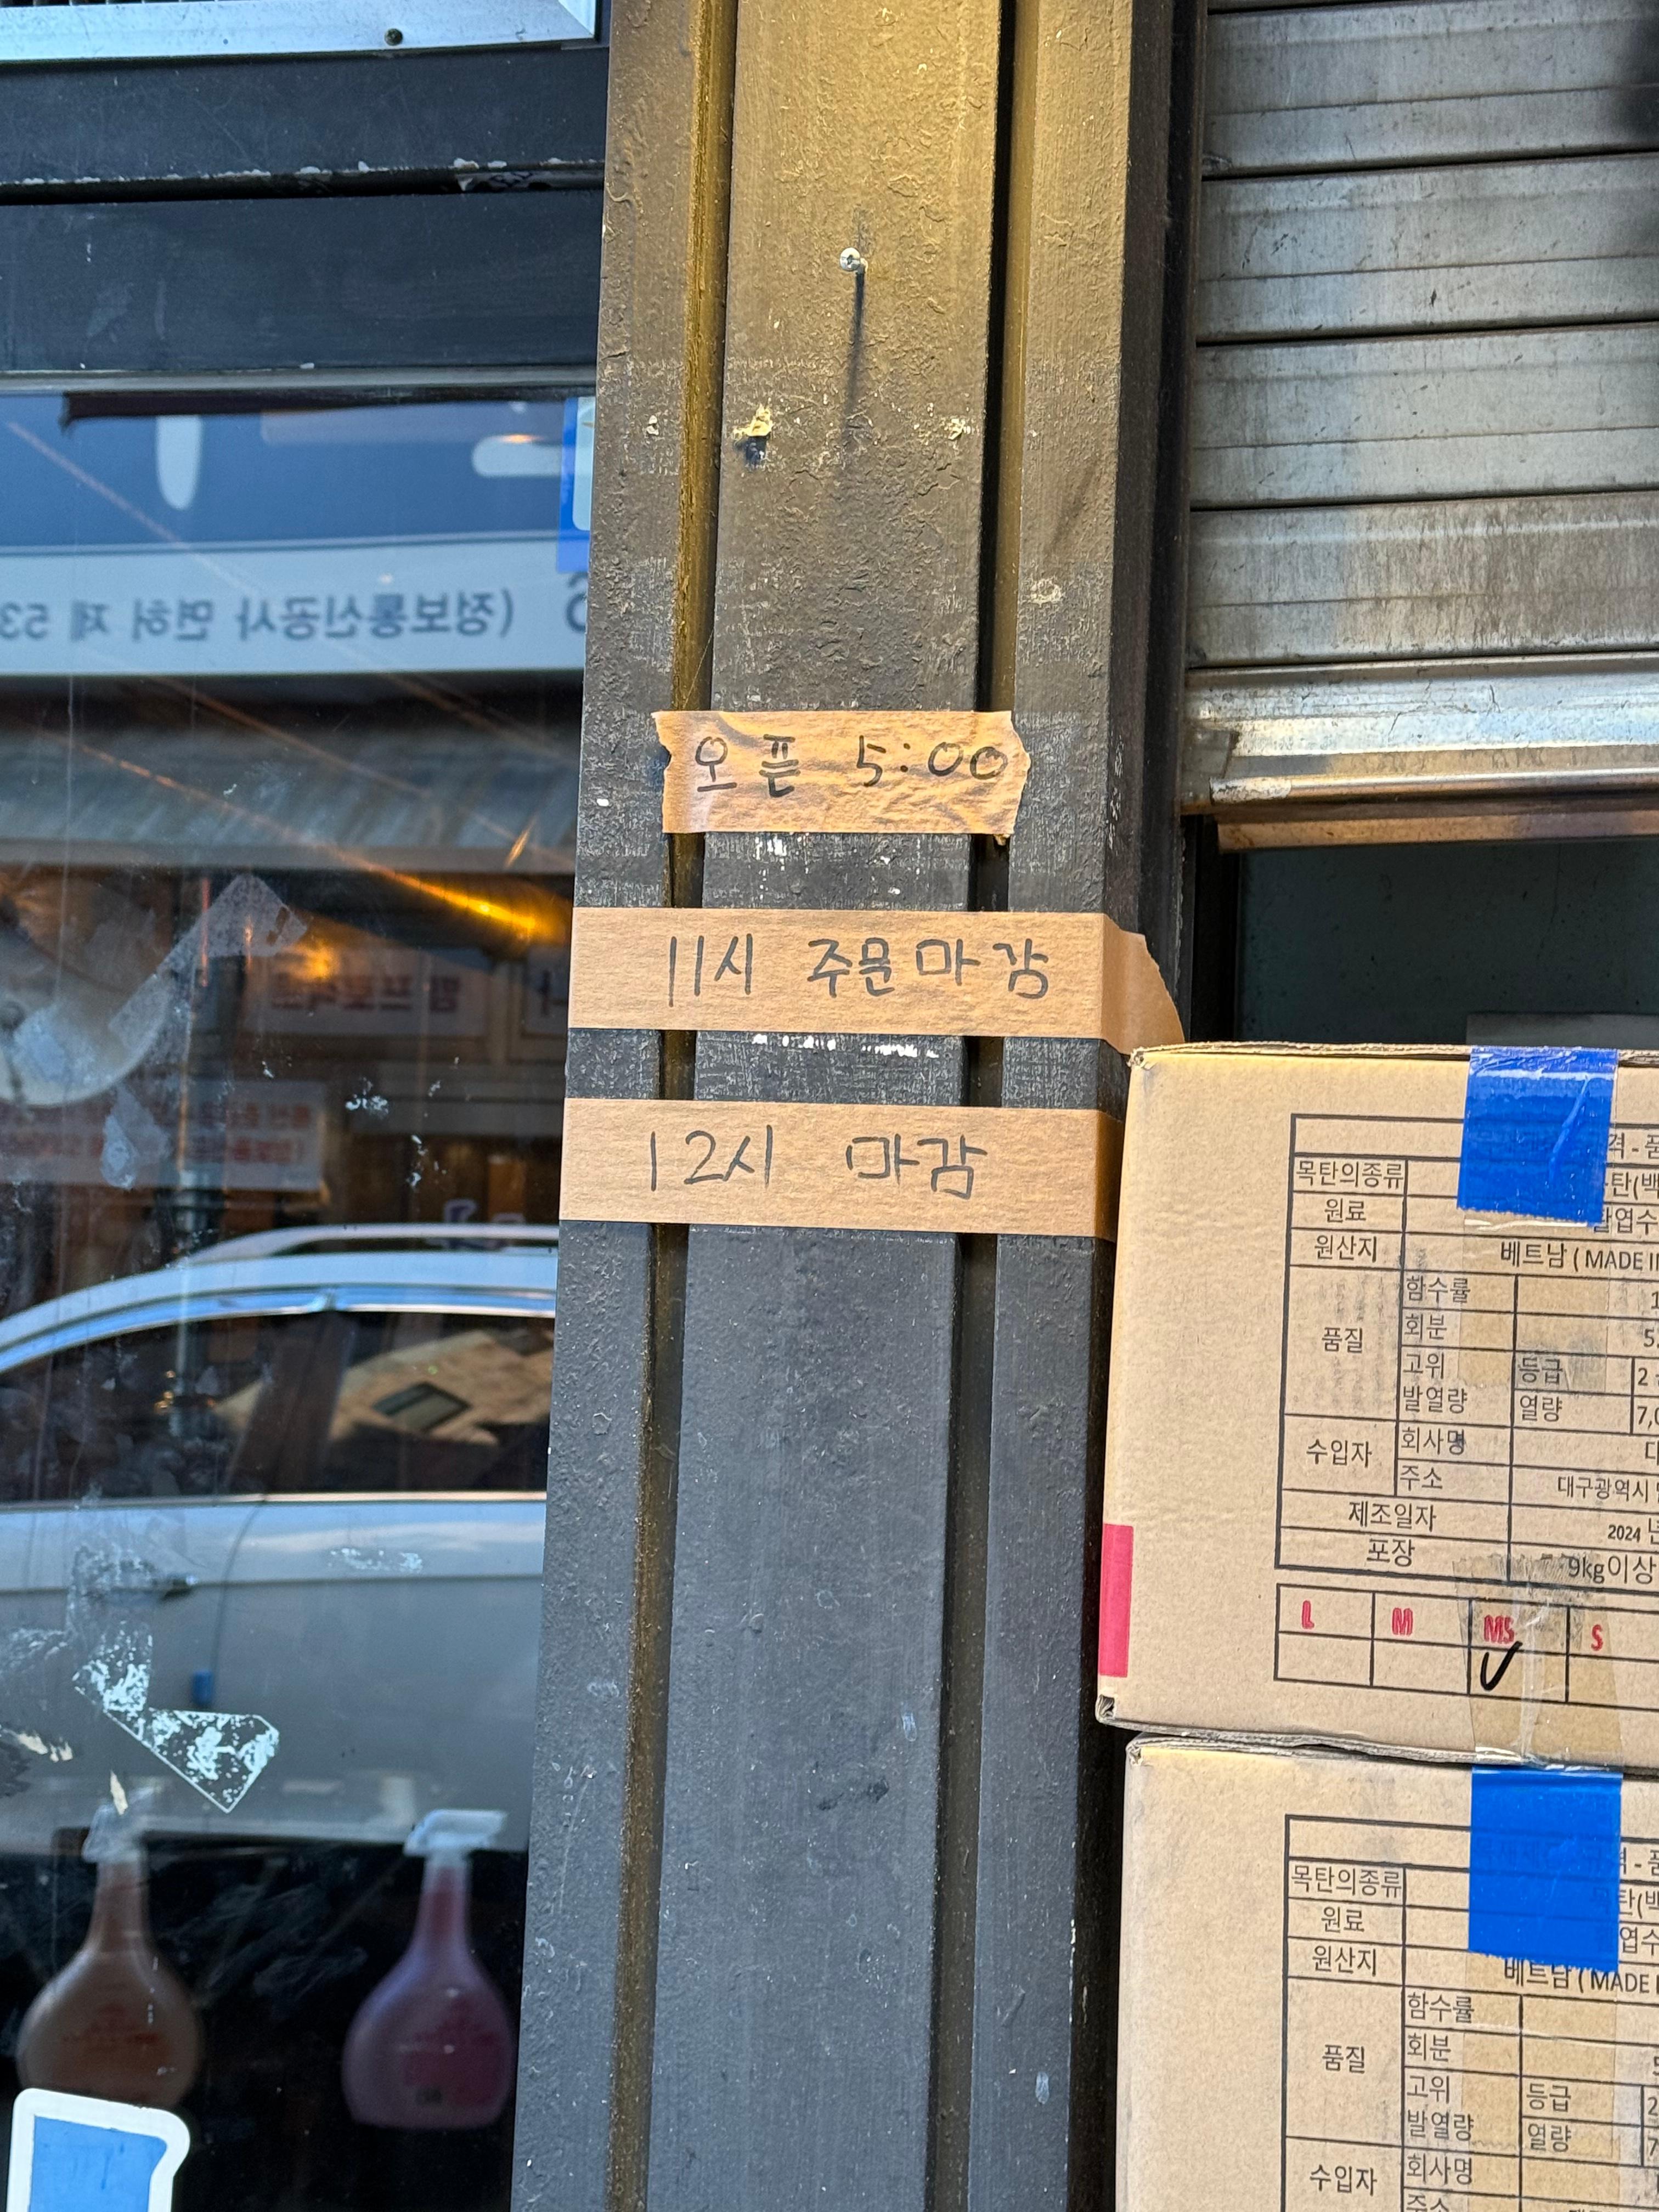 (정보통신공사 면허 제 53
오픈 5:00
11시 주문마감
12시 마감
목탄의종류
원료
원산지 베트남 ( MADE I
품질
함수률
회분
고위
발열량
등급
열량
수입자
회사명
주소 대구광역시
제조일자 2024 년
포장 9kg이상
L M MS S
목탄의종류
원료
원산지 베트남 ( MADE
품질
함수률
회분
고위
발열량
등급
열량
수입자
회사명